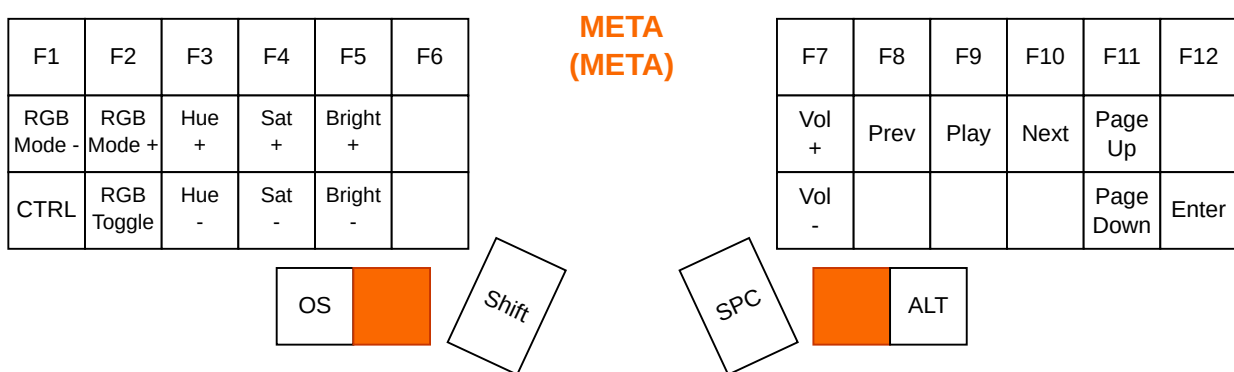 META
(META)
F1 F2 F3 F4 F5 F6 F7 F8 F9 F10 F11 F12
RGB RGB Hue Sat Bright Vol Prev Play Next Page
Mode - Mode + + + + + Up
CTRL RGB Hue Sat Bright Vol Page Enter
Toggle - - - - Down
OS Shift SPC ALT